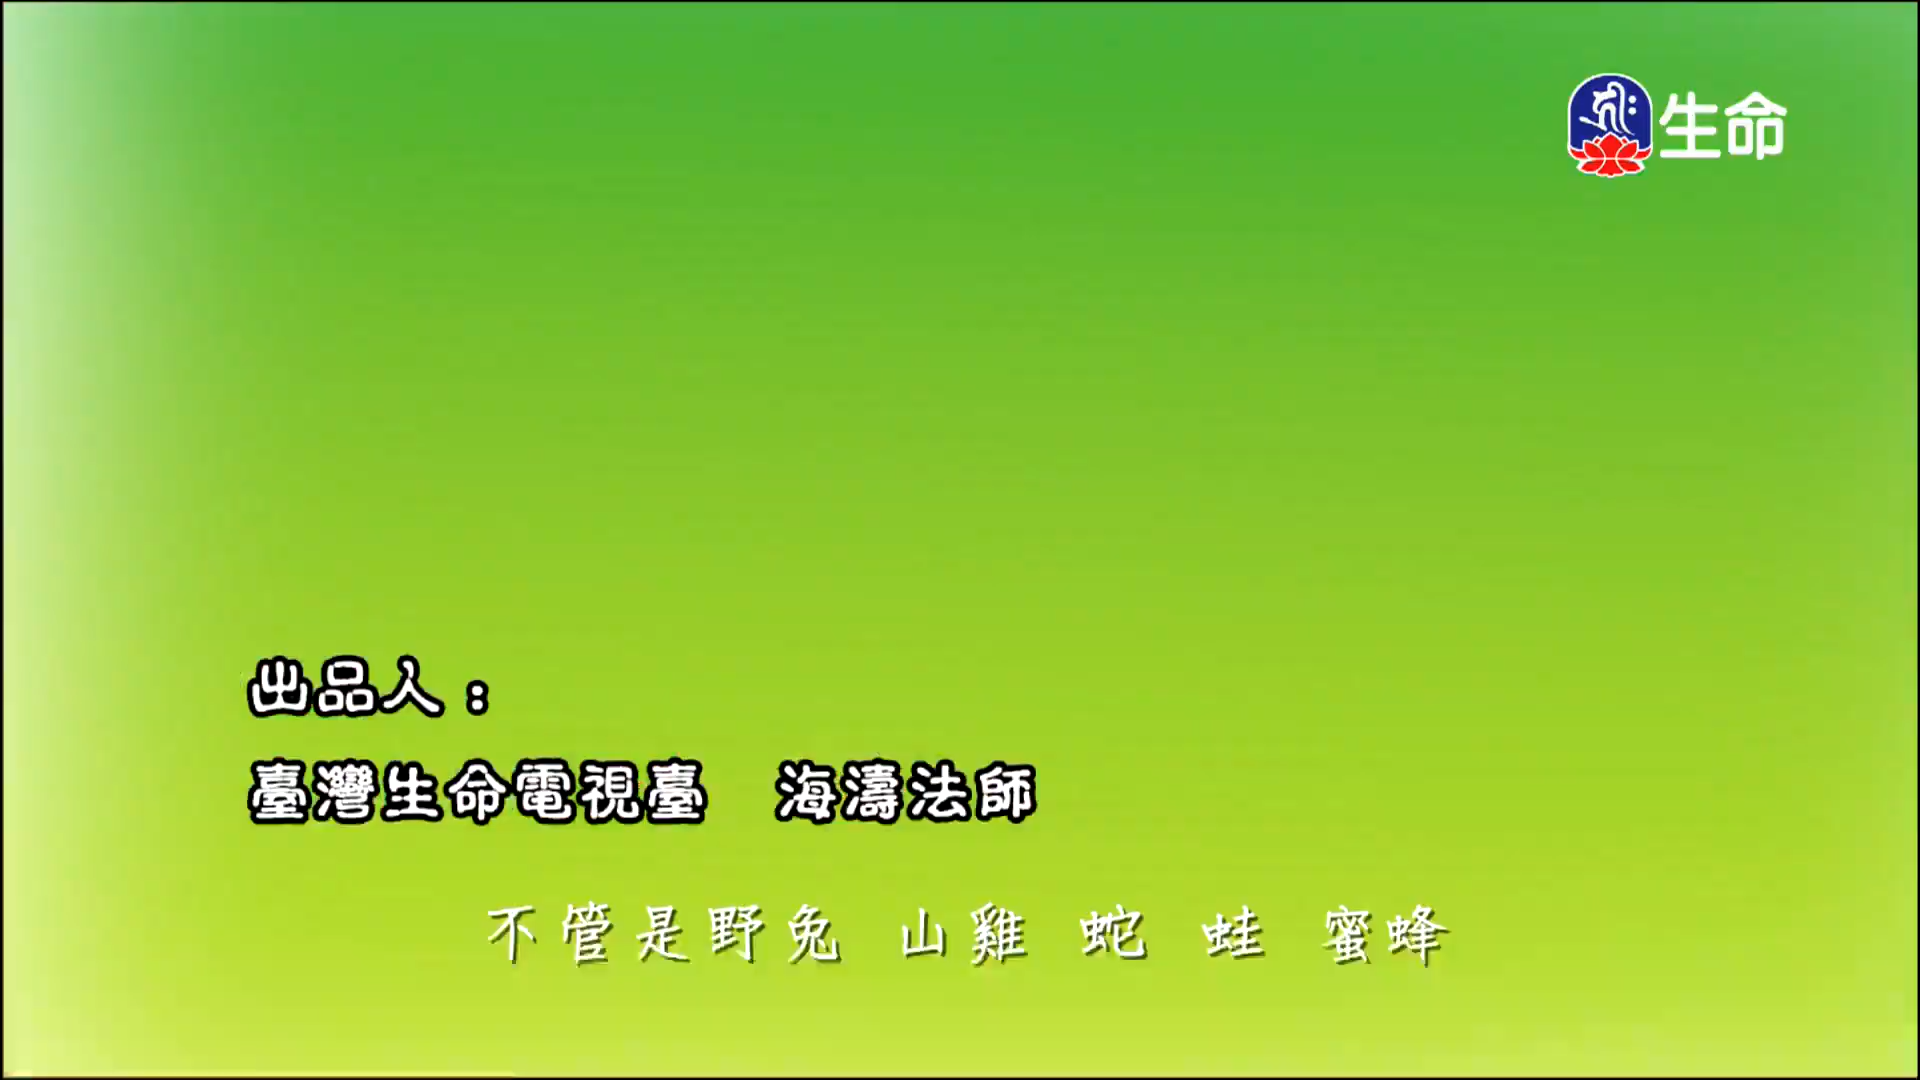 生命
出品人：
臺灣生命電視臺　海濤法師
不管是野兔 山雞 蛇 蛙 蜜蜂